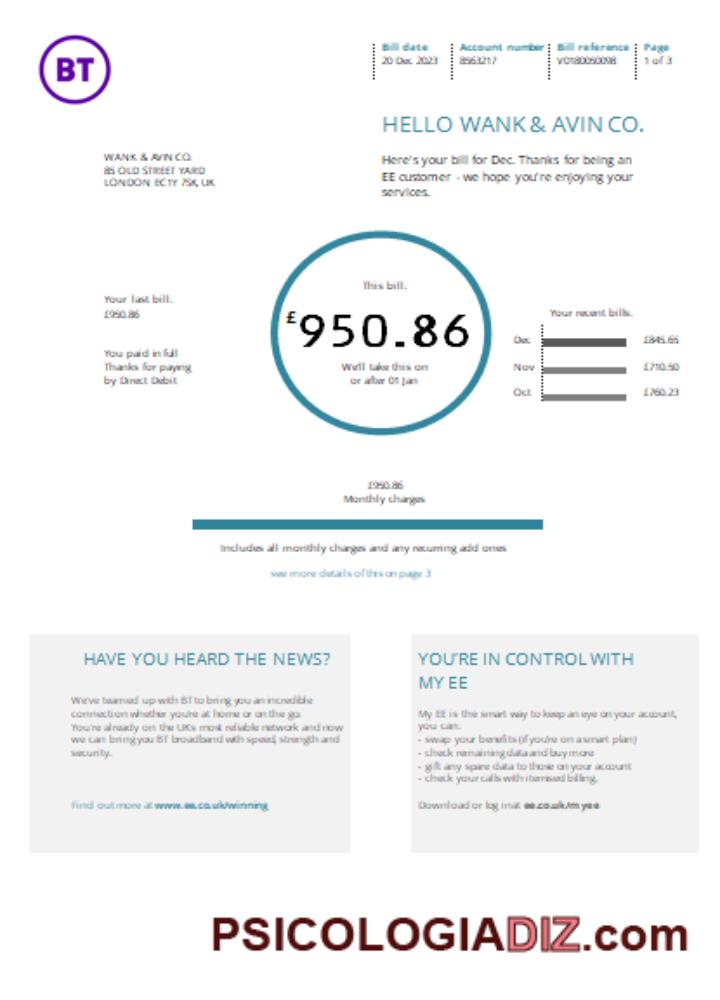 BT
Bill date
20 Dec 2023
Account number
8563217
Bill reference
V0180050098
Page
1 of 3
HELLO WANK & AVIN CO.
WANK & AVIN CO.
85 OLD STREET YARD
LONDON EC1Y 7SK, UK
Here's your bill for Dec. Thanks for being an
EE customer - we hope you're enjoying your
services.
Your last bill.
£950.86
You paid in full
Thanks for paying
by Direct Debit
This bill.
£950.86
We'll take this on
or after 01 Jan
Your recent bills.
Dec £845.65
Nov £710.50
Oct £760.23
£950.86
Monthly charges
Includes all monthly charges and any recurring add ones
see more details of this on page 3
HAVE YOU HEARD THE NEWS?
We've teamed up with BT to bring you an incredible
connection whether you're at home or on the go.
You're already on the UKs most reliable network and now
we can bring you BT broadband with speed, strength and
security.
Find out more at www.ee.co.uk/winning
YOU'RE IN CONTROL WITH
MY EE
My EE is the smart way to keep an eye on your account,
you can:
- swap your benefits (if you're on a smart plan)
- check remaining data and buy more
- gift any spare data to those on your account
- check your calls with itemised billing.
Download or log in at ee.co.uk/myee
PSICOLOGIADIZ.com